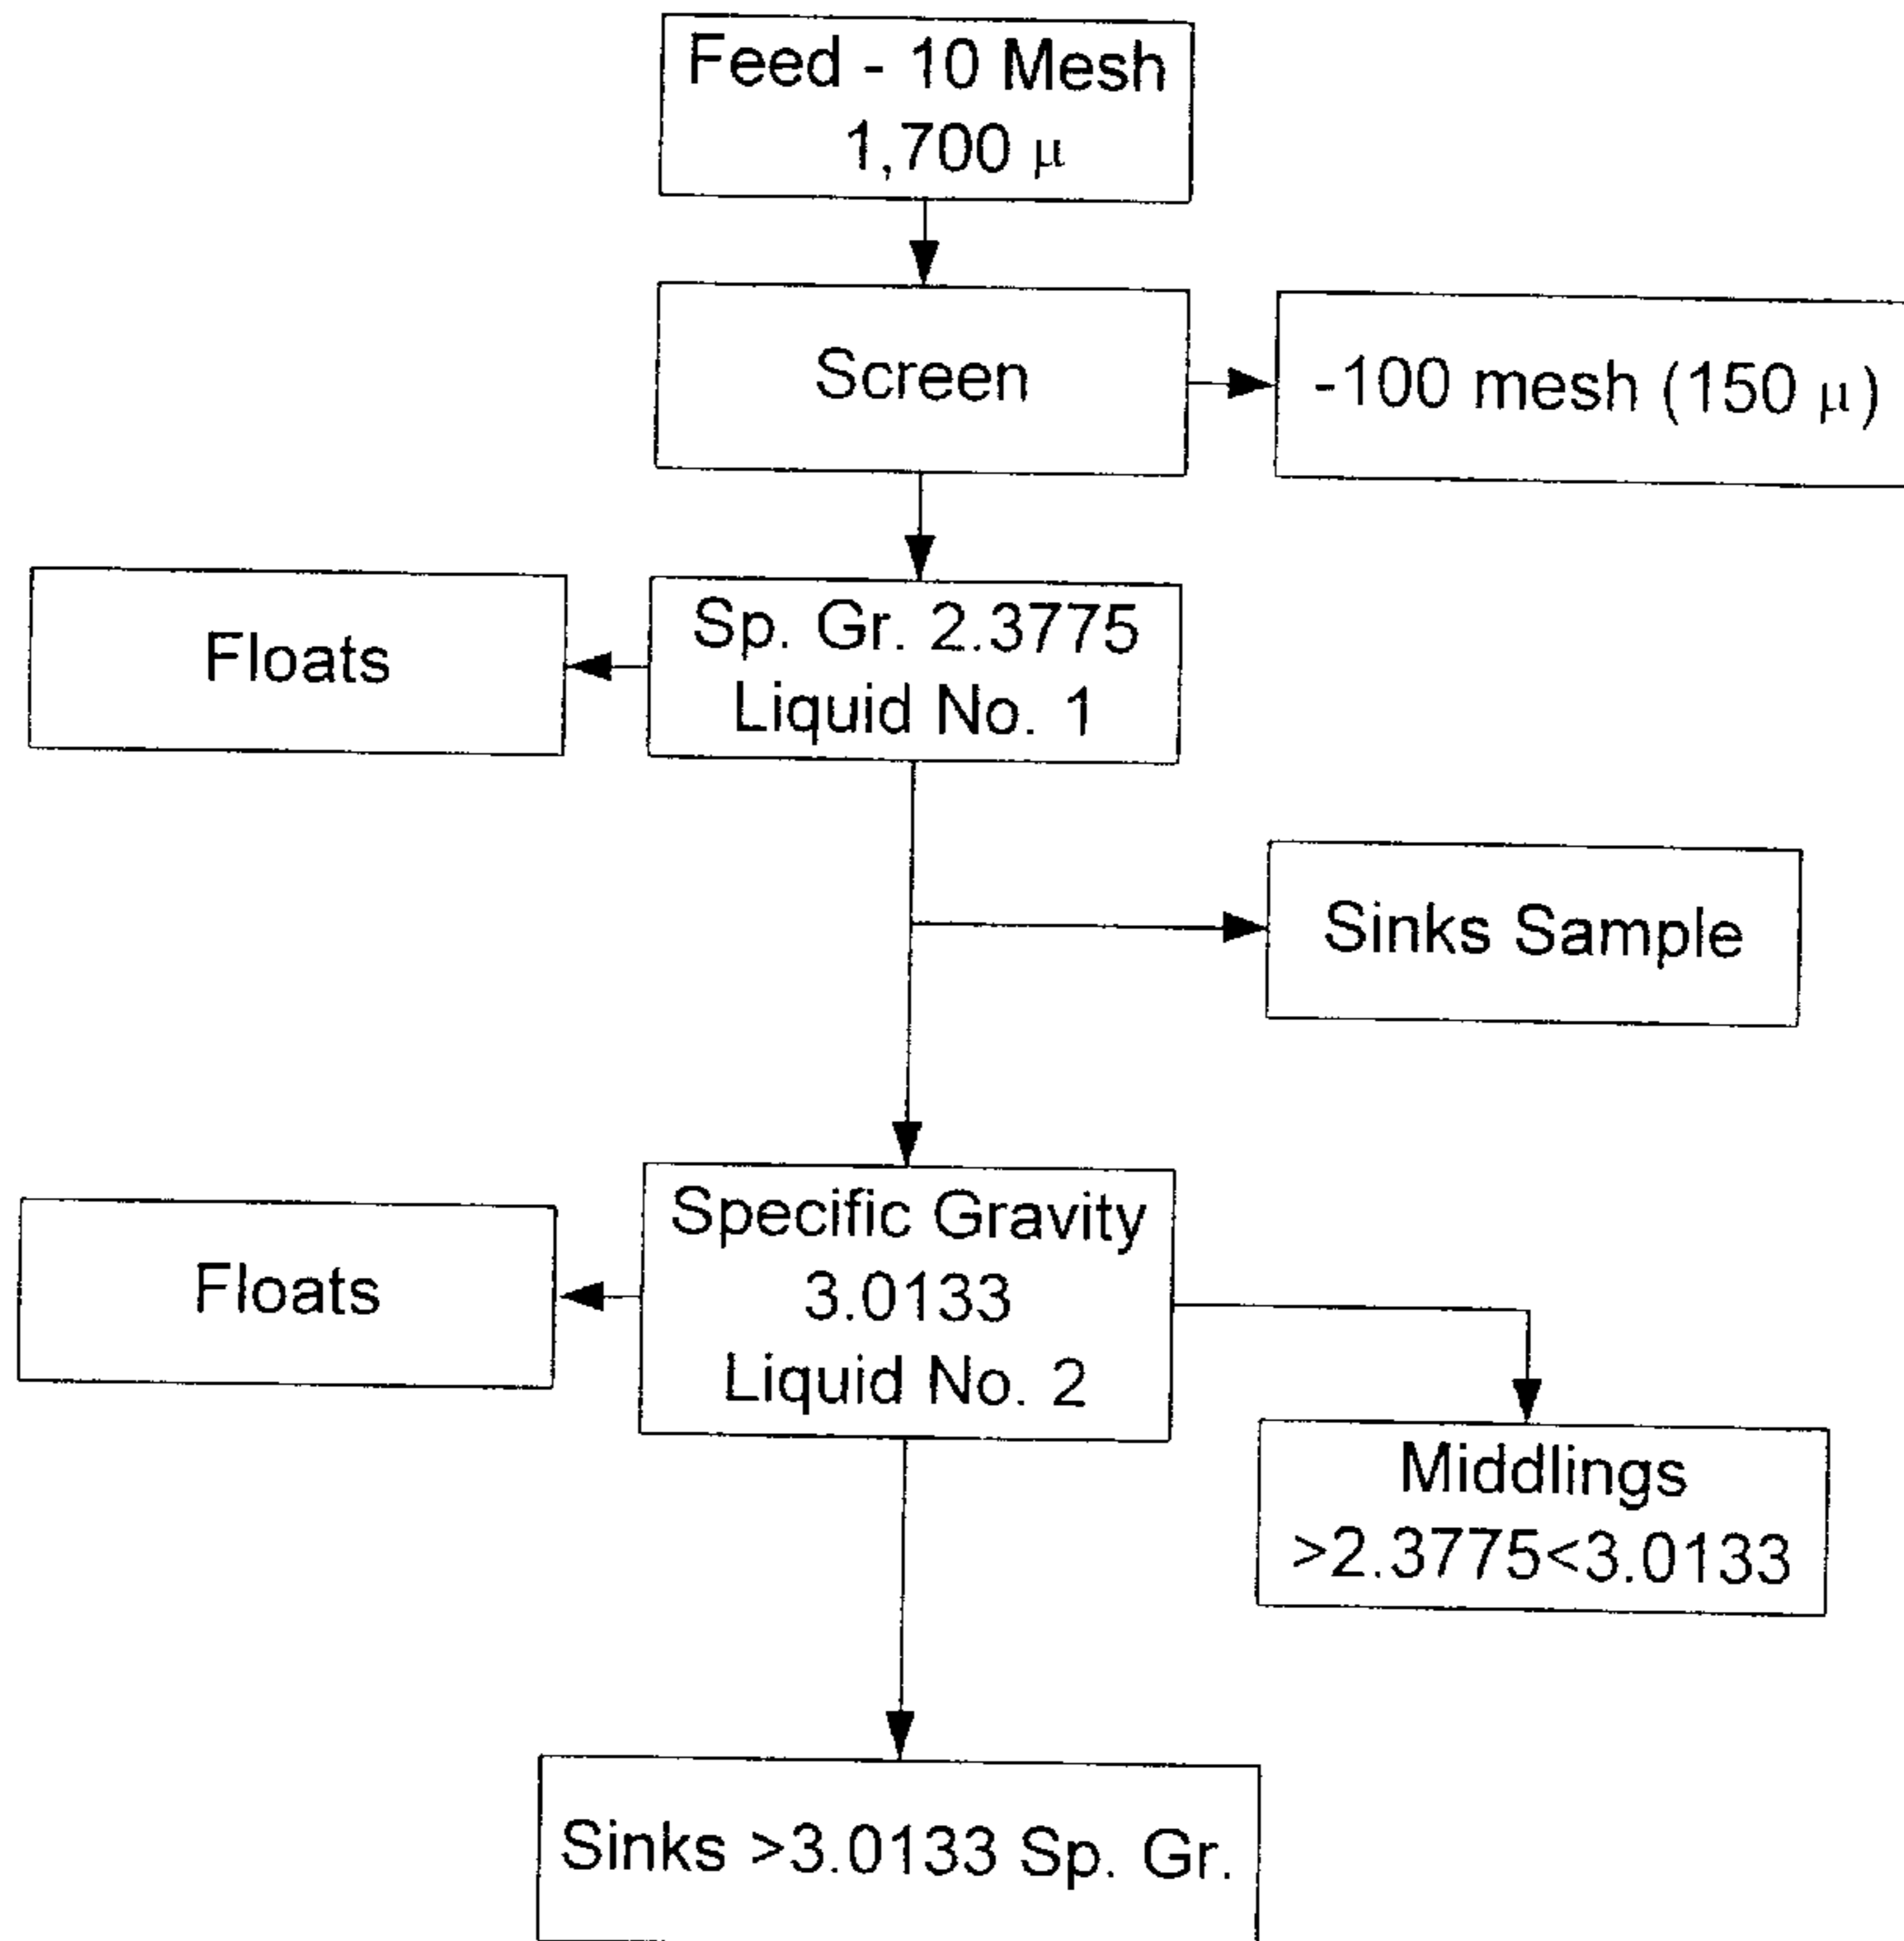 Feed - 10 Mesh
1,700 μ
Screen
-100 mesh (150 μ)
Floats
Sp. Gr. 2.3775
Liquid No. 1
Sinks Sample
Floats
Specific Gravity
3.0133
Liquid No. 2
Middlings
>2.3775<3.0133
Sinks >3.0133 Sp. Gr.